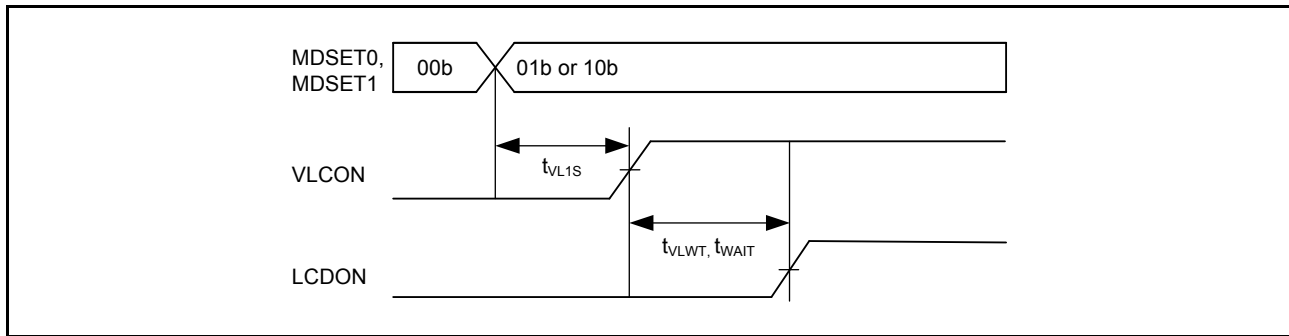 MDSET0,
MDSET1
00b
01b or 10b
tVL1S
VLCON
tVLWT, tWAIT
LCDON